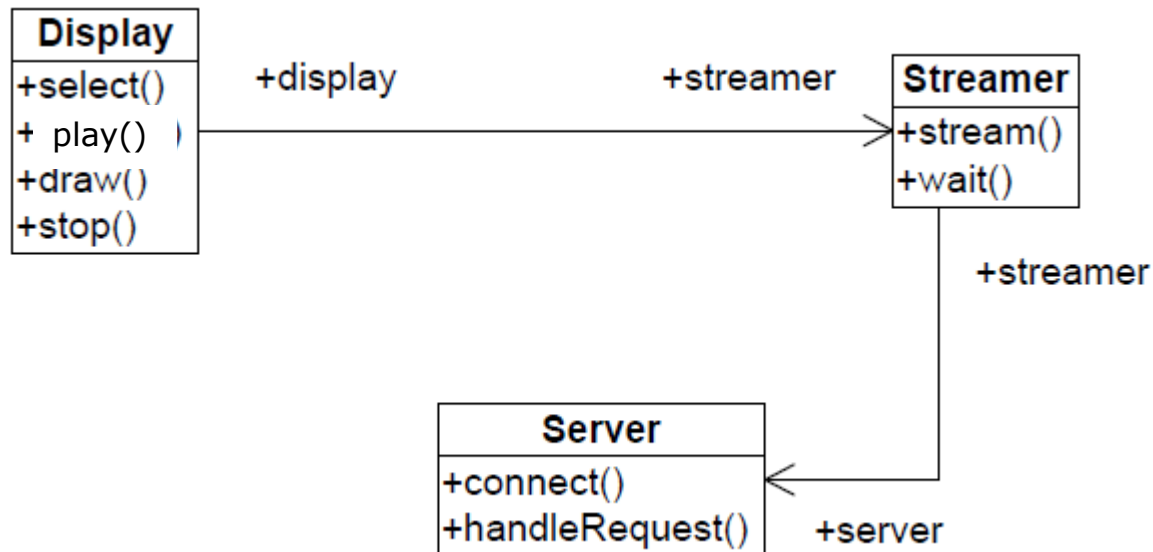 Display
+select()
+ play() )
+draw()
+stop()
+display
+streamer
Streamer
+stream()
+wait()
+streamer
Server
+connect()
+handleRequest()
+server